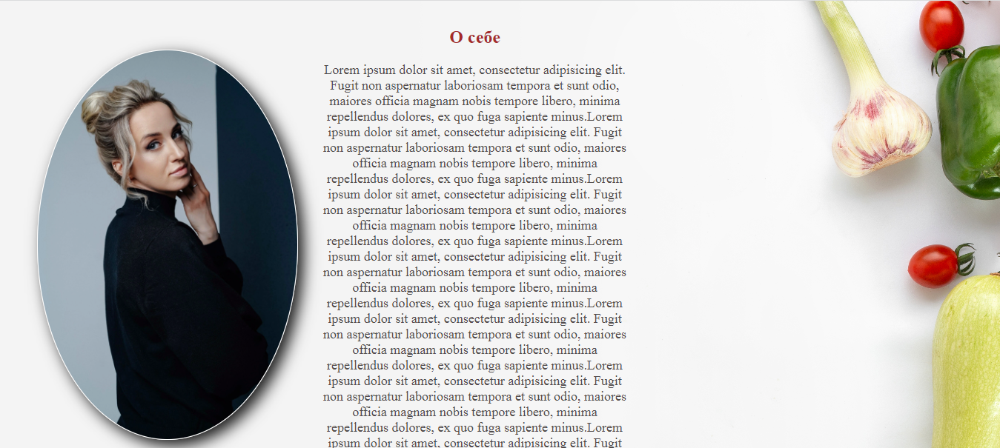 О себе
Lorem ipsum dolor sit amet, consectetur adipisicing elit.
Fugit non aspernatur laboriosam tempora et sunt odio,
maiores officia magnam nobis tempore libero, minima
repellendus dolores, ex quo fuga sapiente minus.Lorem
ipsum dolor sit amet, consectetur adipisicing elit. Fugit
non aspernatur laboriosam tempora et sunt odio, maiores
officia magnam nobis tempore libero, minima
repellendus dolores, ex quo fuga sapiente minus.Lorem
ipsum dolor sit amet, consectetur adipisicing elit. Fugit
non aspernatur laboriosam tempora et sunt odio, maiores
officia magnam nobis tempore libero, minima
repellendus dolores, ex quo fuga sapiente minus.Lorem
ipsum dolor sit amet, consectetur adipisicing elit. Fugit
non aspernatur laboriosam tempora et sunt odio, maiores
officia magnam nobis tempore libero, minima
repellendus dolores, ex quo fuga sapiente minus.Lorem
ipsum dolor sit amet, consectetur adipisicing elit. Fugit
non aspernatur laboriosam tempora et sunt odio, maiores
officia magnam nobis tempore libero, minima
repellendus dolores, ex quo fuga sapiente minus.Lorem
ipsum dolor sit amet, consectetur adipisicing elit. Fugit
non aspernatur laboriosam tempora et sunt odio, maiores
officia magnam nobis tempore libero, minima
repellendus dolores, ex quo fuga sapiente minus.Lorem
ipsum dolor sit amet, consectetur adipisicing elit. Fugit